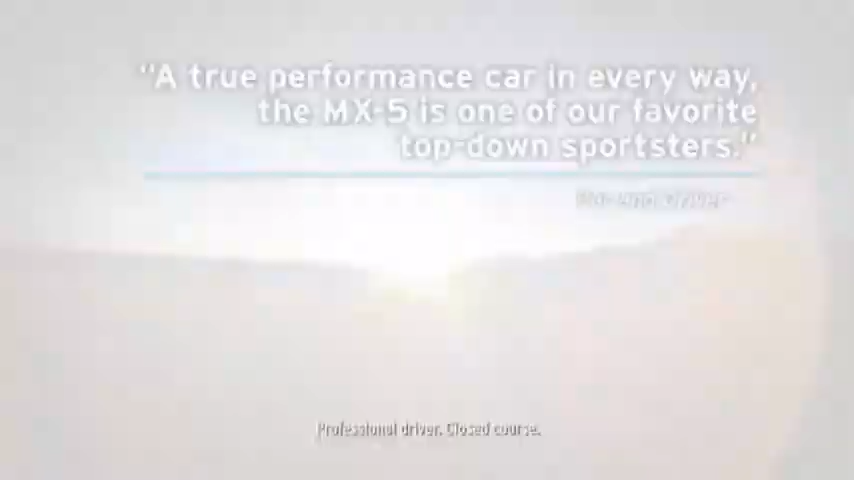 "A true performance car in every way,
the MX-5 is one of our favorite
top-down sportsters."
Driver
Professional driver. Closed course.